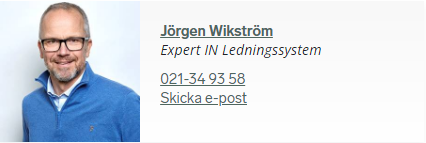 Jörgen Wikström
Expert IN Ledningssystem
021-34 93 58
Skicka e-post